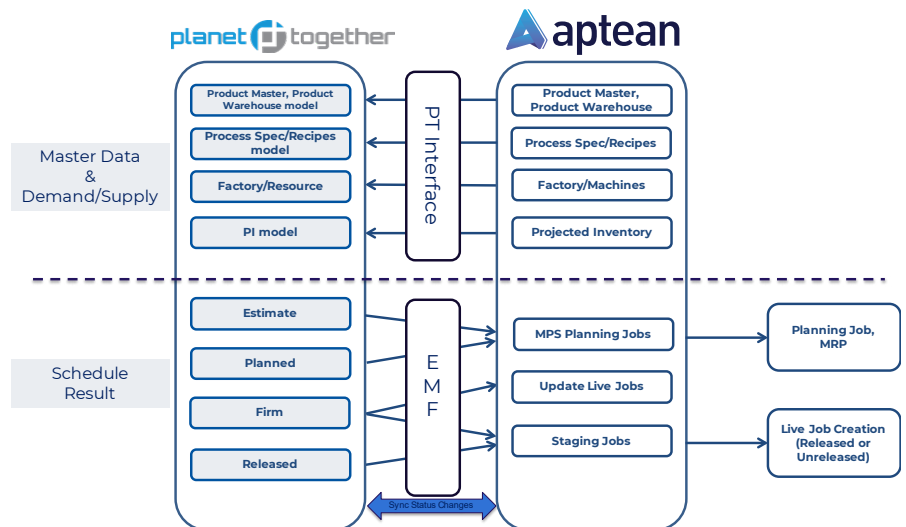 planet together
aptean
Product Master, Product
Warehouse model
Process Spec/Recipes
model
Factory/Resource
PI model
PT Interface
Product Master,
Product Warehouse
Process Spec/Recipes
Factory/Machines
Projected Inventory
Master Data
&
Demand/Supply
Estimate
Planned
Firm
Released
EMF
MPS Planning Jobs
Update Live Jobs
Staging Jobs
Planning Job,
MRP
Live Job Creation
(Released or
Unreleased)
Schedule
Result
Sync Status Changes